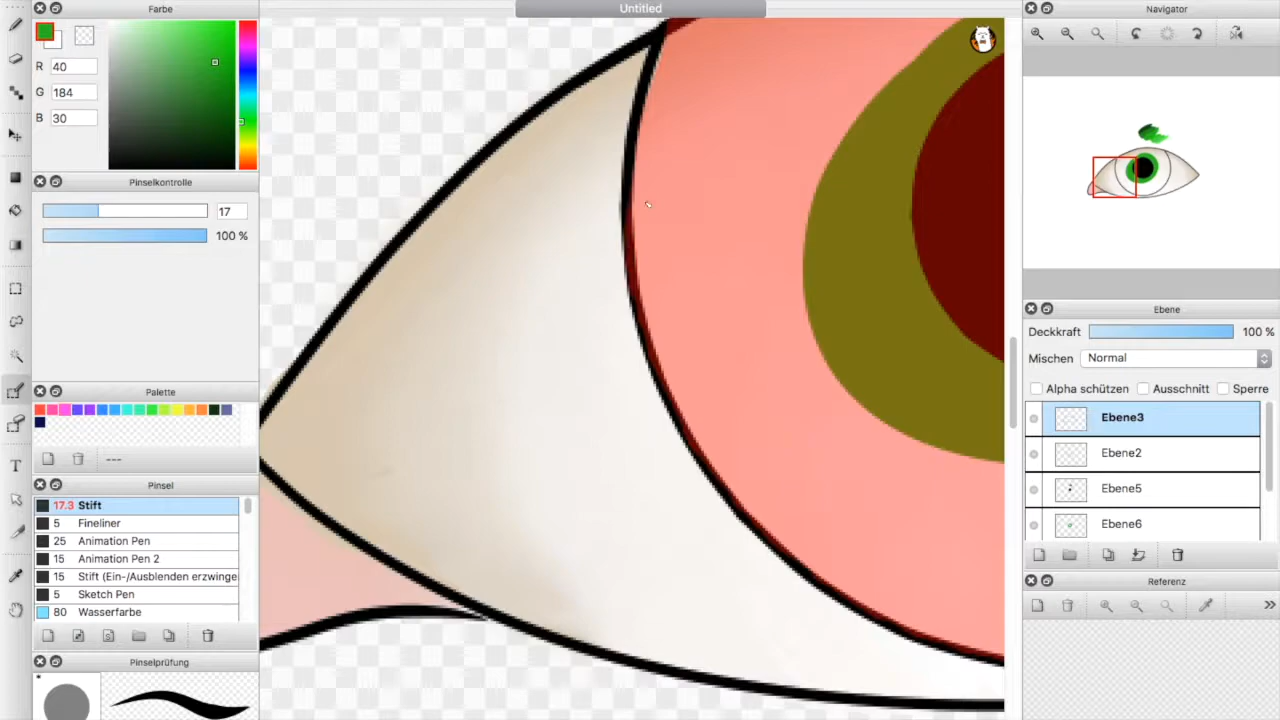 Farbe
R 40
G 184
B 30
Pinselkontrolle
17
100 %
Palette
---
Pinsel
17.3 Stift
5 Fineliner
25 Animation Pen
15 Animation Pen 2
15 Stift (Ein-/Ausblenden erzwinge
5 Sketch Pen
80 Wasserfarbe
Pinselprüfung
Untitled
Navigator
Ebene
Deckkraft 100 %
Mischen Normal
Alpha schützen Ausschnitt Sperre
Ebene3
Ebene2
Ebene5
Ebene6
Referenz